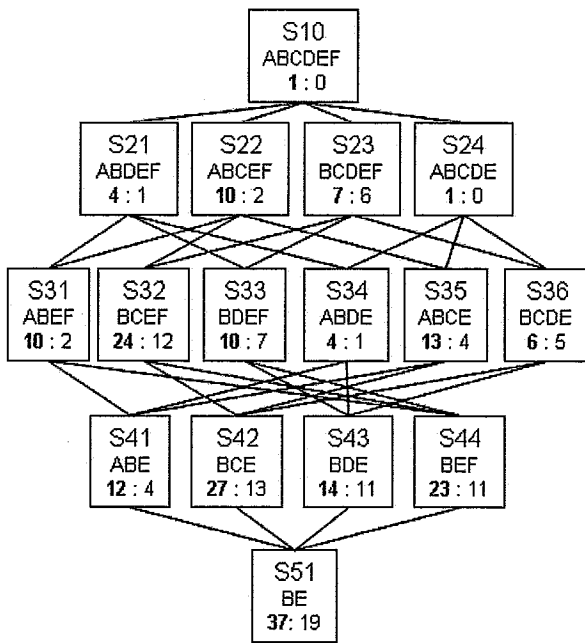 S10
ABCDEF
1 : 0
S21
ABDEF
4 : 1
S22
ABCEF
10 : 2
S23
BCDEF
7 : 6
S24
ABCDE
1 : 0
S31
ABEF
10 : 2
S32
BCEF
24 : 12
S33
BDEF
10 : 7
S34
ABDE
4 : 1
S35
ABCE
13 : 4
S36
BCDE
6 : 5
S41
ABE
12 : 4
S42
BCE
27 : 13
S43
BDE
14 : 11
S44
BEF
23 : 11
S51
BE
37: 19